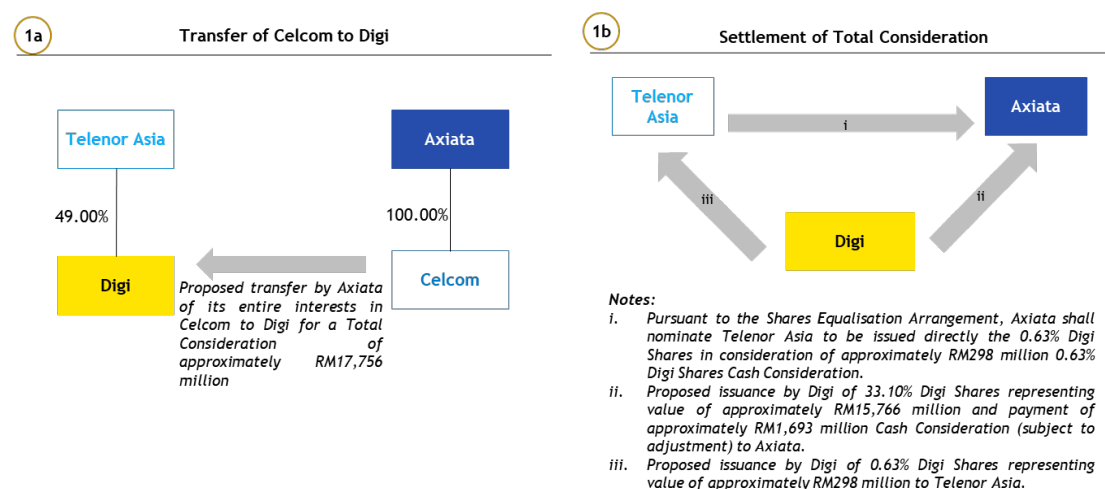 1a
Transfer of Celcom to Digi
Telenor Asia
Axiata
49.00%
100.00%
Digi
Celcom
Proposed transfer by Axiata
of its entire interests in
Celcom to Digi for a Total
Consideration of
approximately RM17,756
million
1b
Settlement of Total Consideration
Telenor
Asia
Axiata
i
iii
ii
Digi
Notes:
i. Pursuant to the Shares Equalisation Arrangement, Axiata shall
nominate Telenor Asia to be issued directly the 0.63% Digi
Shares in consideration of approximately RM298 million 0.63%
Digi Shares Cash Consideration.
ii. Proposed issuance by Digi of 33.10% Digi Shares representing
value of approximately RM15,766 million and payment of
approximately RM1,693 million Cash Consideration (subject to
adjustment) to Axiata.
iii. Proposed issuance by Digi of 0.63% Digi Shares representing
value of approximately RM298 million to Telenor Asia.